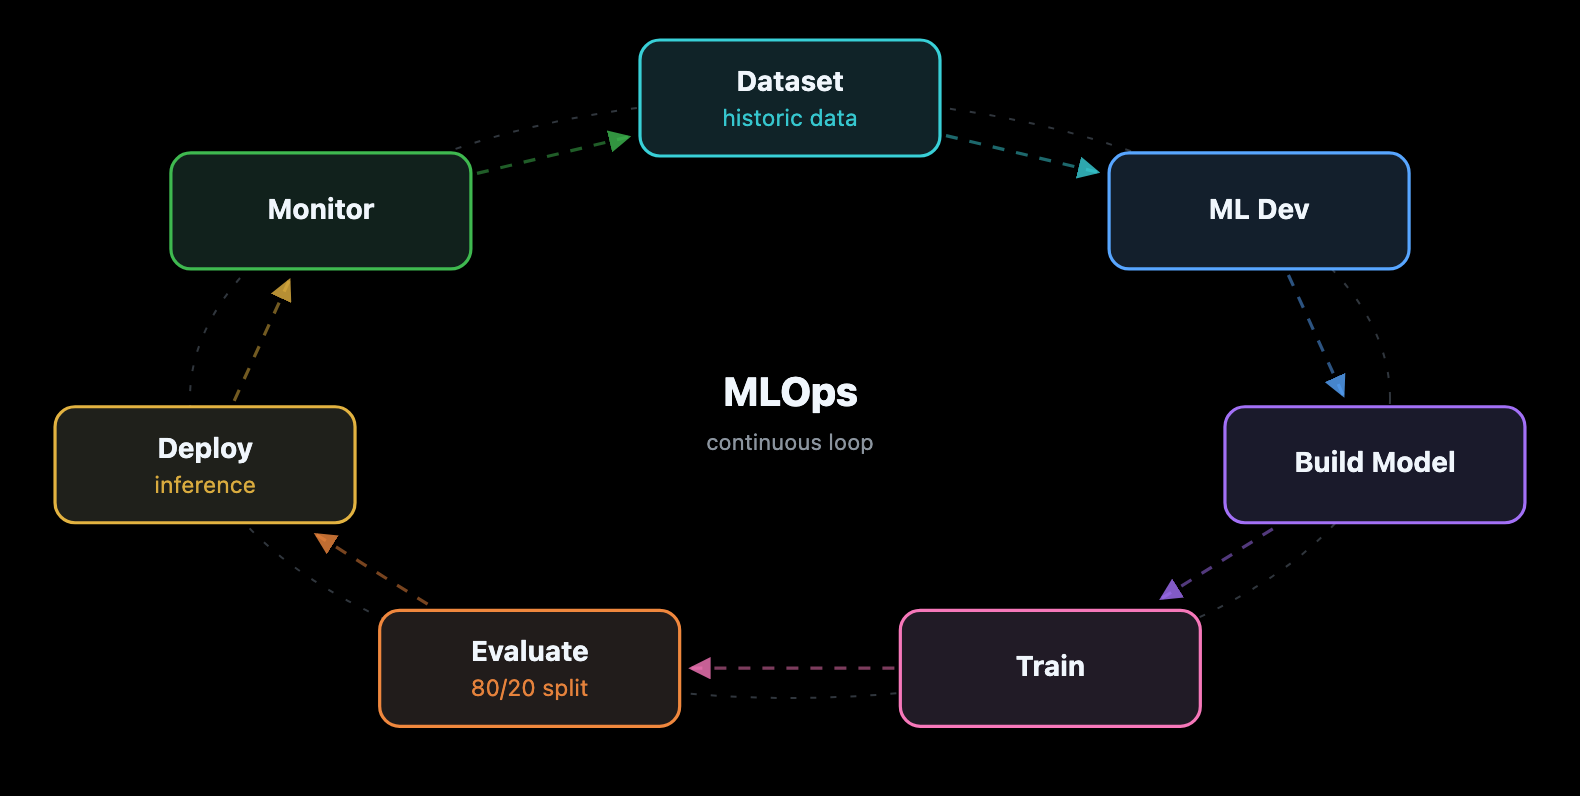 Dataset
historic data
ML Dev
Build Model
Train
Evaluate
80/20 split
Deploy
inference
Monitor
MLOps
continuous loop